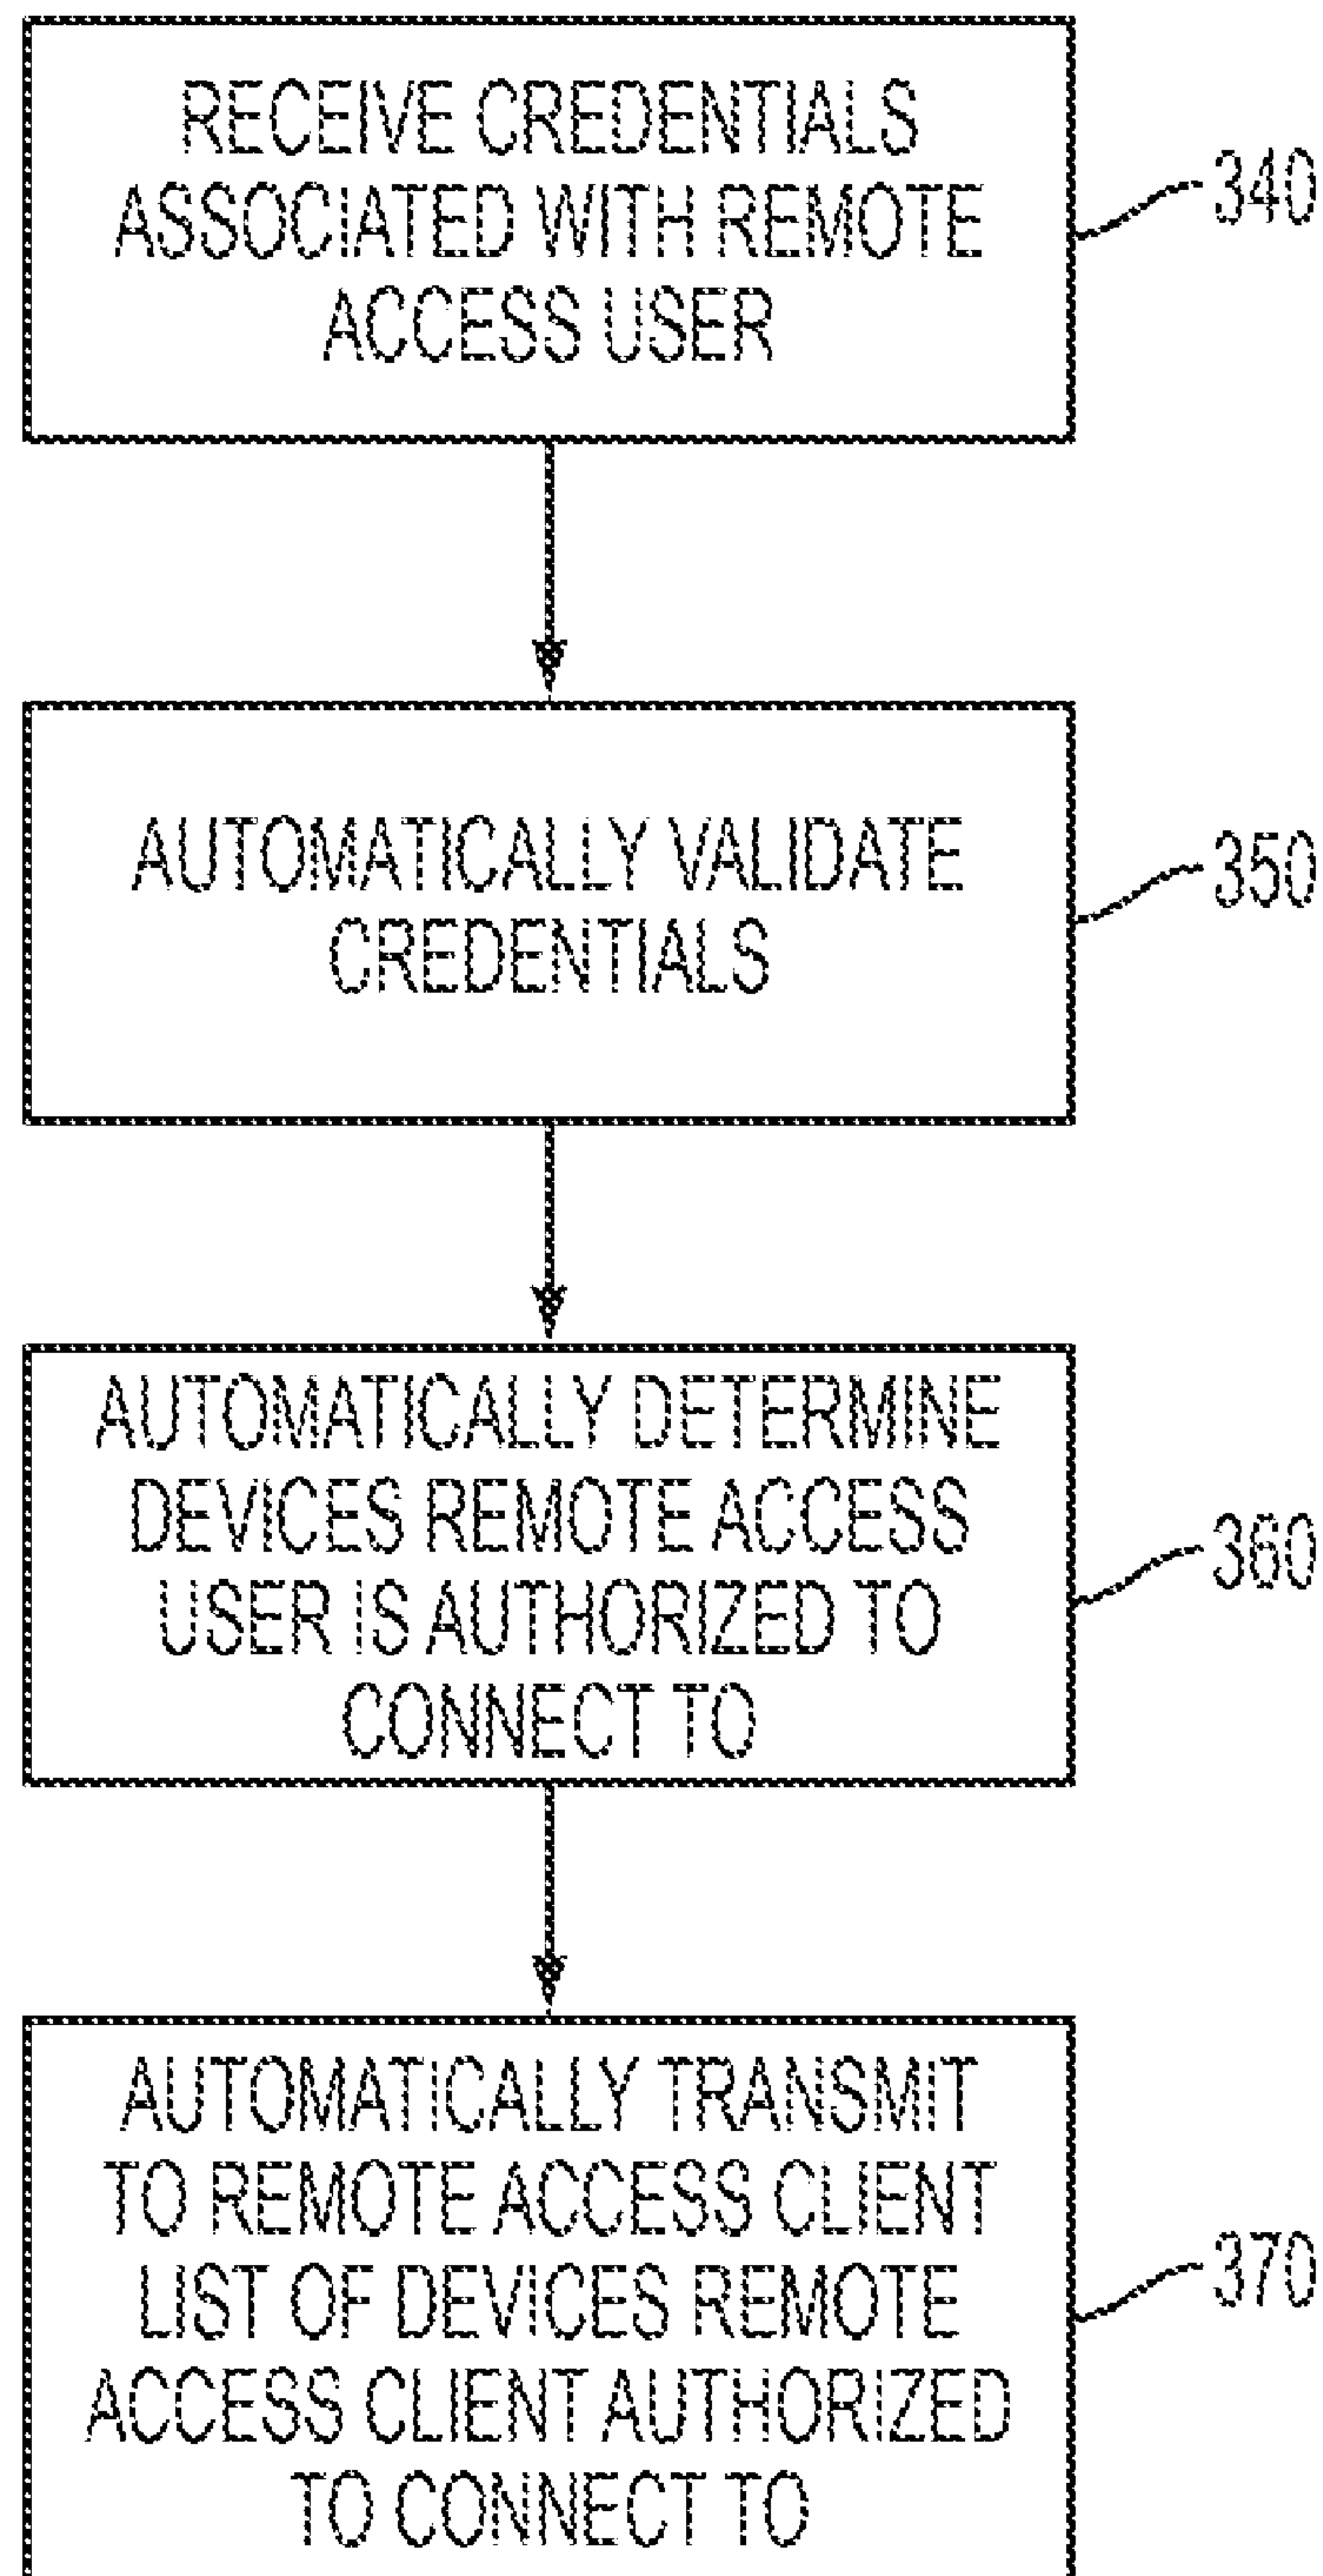 RECEIVE CREDENTIALS
ASSOCIATED WITH REMOTE
ACCESS USER
340
AUTOMATICALLY VALIDATE
CREDENTIALS
350
AUTOMATICALLY DETERMINE
DEVICES REMOTE ACCESS
USER IS AUTHORIZED TO
CONNECT TO
360
AUTOMATICALLY TRANSMIT
TO REMOTE ACCESS CLIENT
LIST OF DEVICES REMOTE
ACCESS CLIENT AUTHORIZED
TO CONNECT TO
370